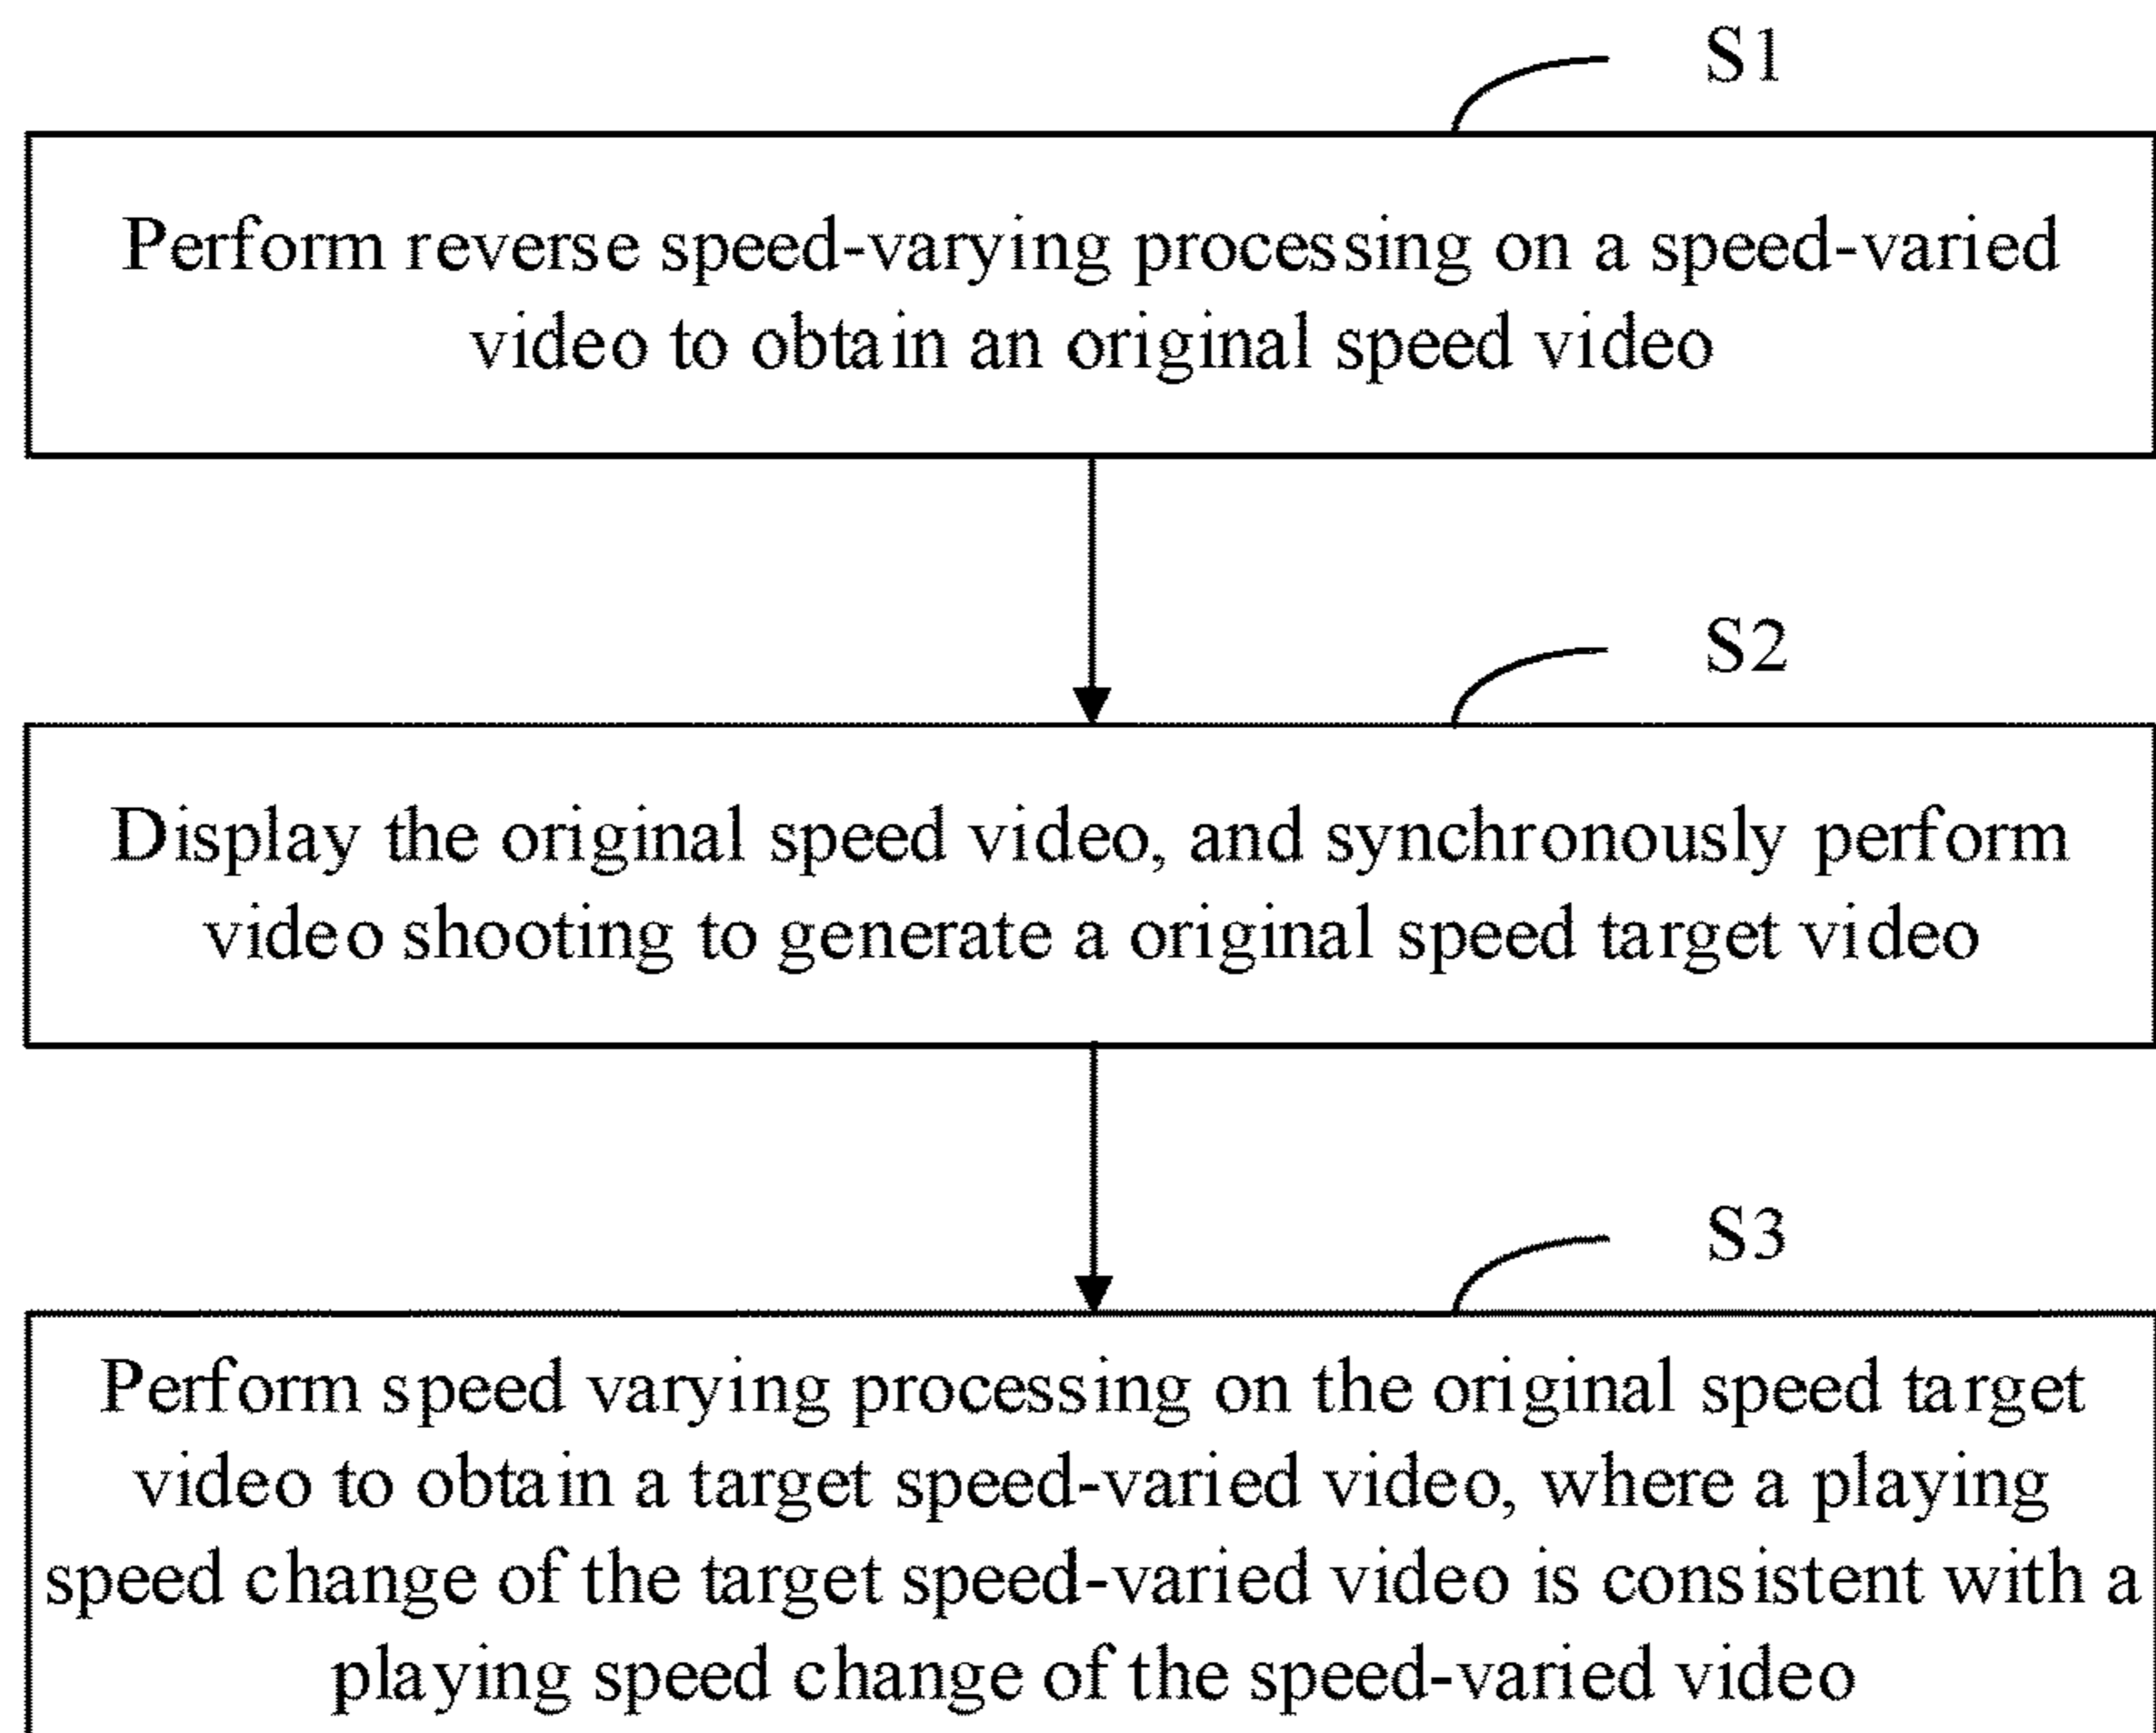 S1
Perform reverse speed-varying processing on a speed-varied
video to obtain an original speed video
S2
Display the original speed video, and synchronously perform
video shooting to generate a original speed target video
S3
Perform speed varying processing on the original speed target
video to obtain a target speed-varied video, where a playing
speed change of the target speed-varied video is consistent with a
playing speed change of the speed-varied video